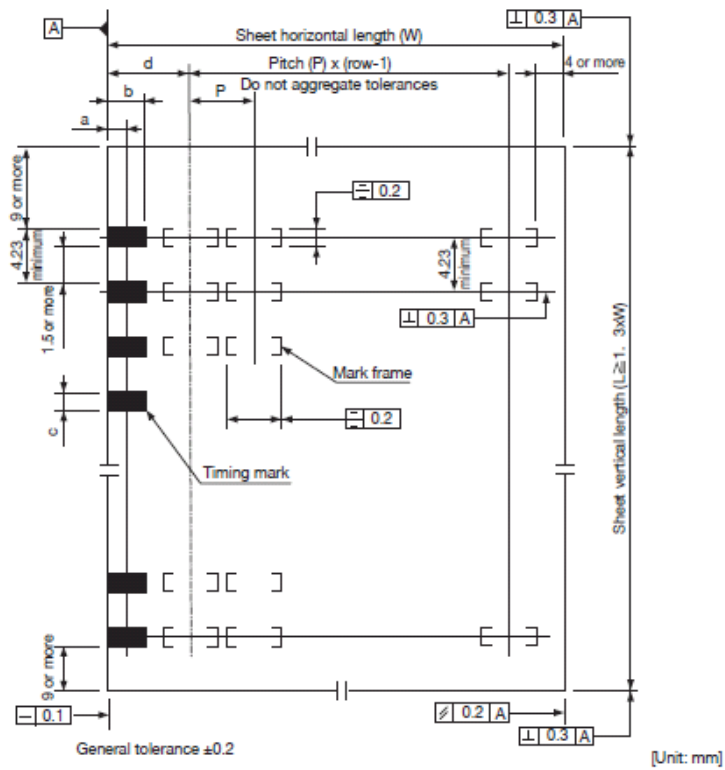 A
⊥ 0.3 A
Sheet horizontal length (W)
d
Pitch (P) x (row-1)
4 or more
Do not aggregate tolerances
b
P
a
9 or more
⌯ 0.2
4.23
minimum
4.23
minimum
1.5 or more
⊥ 0.3 A
Mark frame
⌯ 0.2
c
Timing mark
Sheet vertical length (L≧1. 3xW)
9 or more
⏤ 0.1
⫽ 0.2 A
⊥ 0.3 A
General tolerance ±0.2
[Unit: mm]